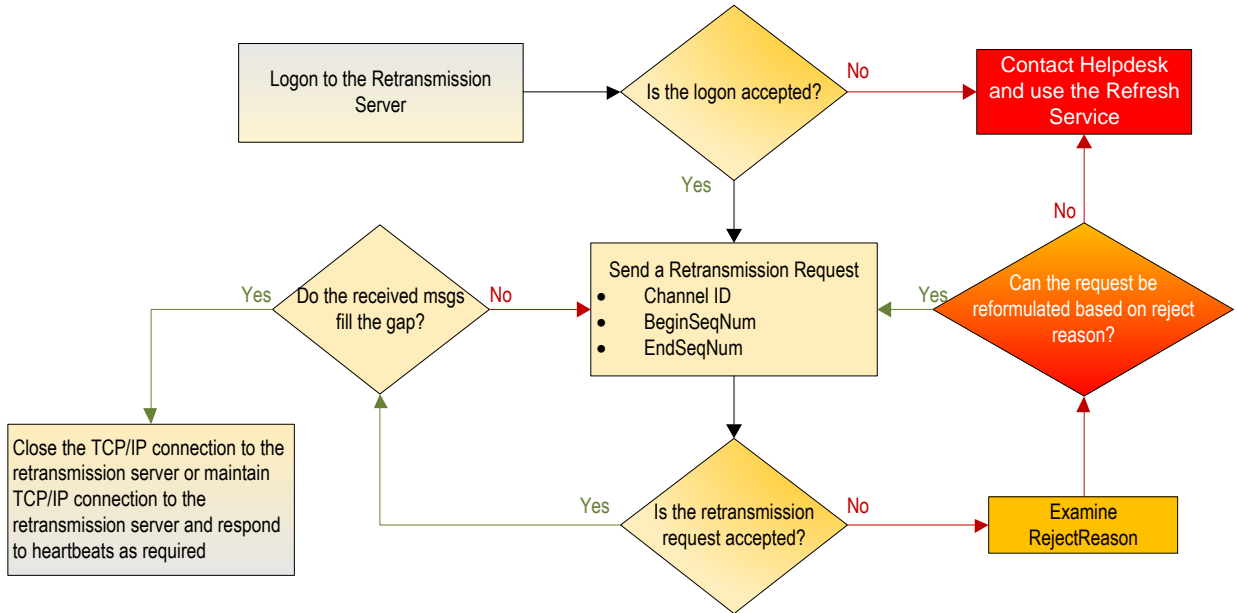 Logon to the Retransmission
Server
Is the logon accepted?
No
Contact Helpdesk
and use the Refresh
Service
Yes
No
Yes
Do the received msgs
fill the gap?
No
Send a Retransmission Request
• Channel ID
• BeginSeqNum
• EndSeqNum
Yes
Can the request be
reformulated based on reject
reason?
Close the TCP/IP connection to the
retransmission server or maintain
TCP/IP connection to the
retransmission server and respond
to heartbeats as required
Yes
Is the retransmission
request accepted?
No
Examine
RejectReason